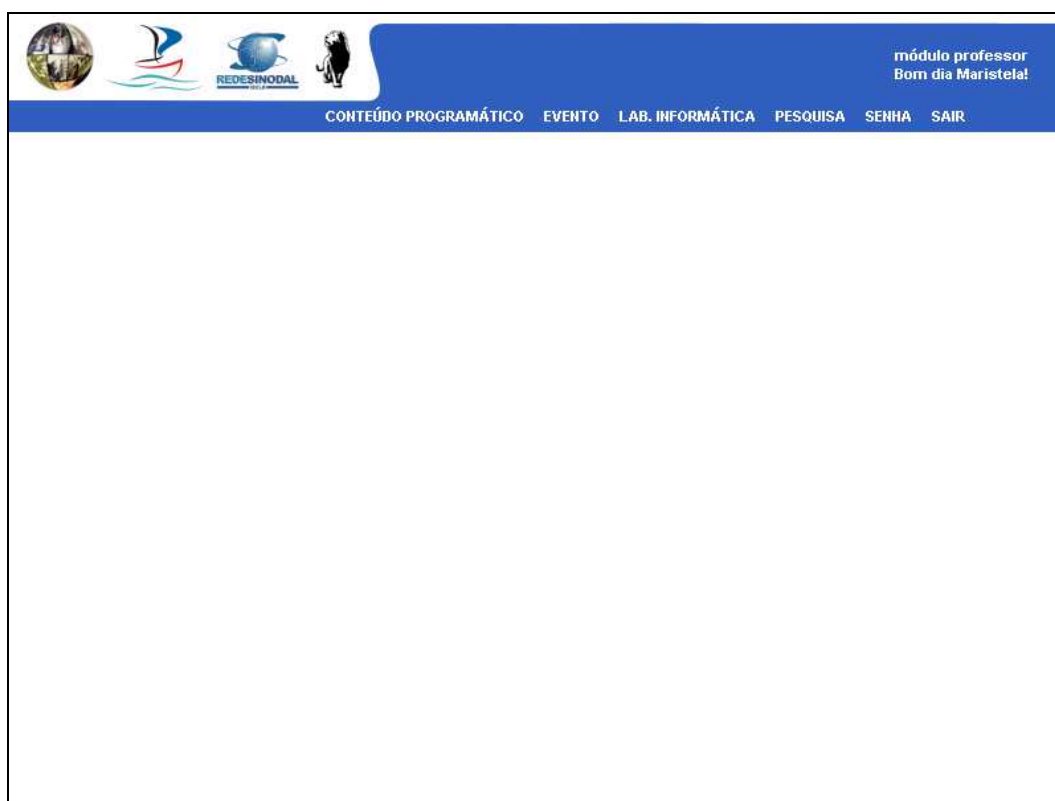 REDESINODAL
módulo professor
Bom dia Maristela!
CONTEÚDO PROGRAMÁTICO EVENTO LAB. INFORMÁTICA PESQUISA SENHA SAIR